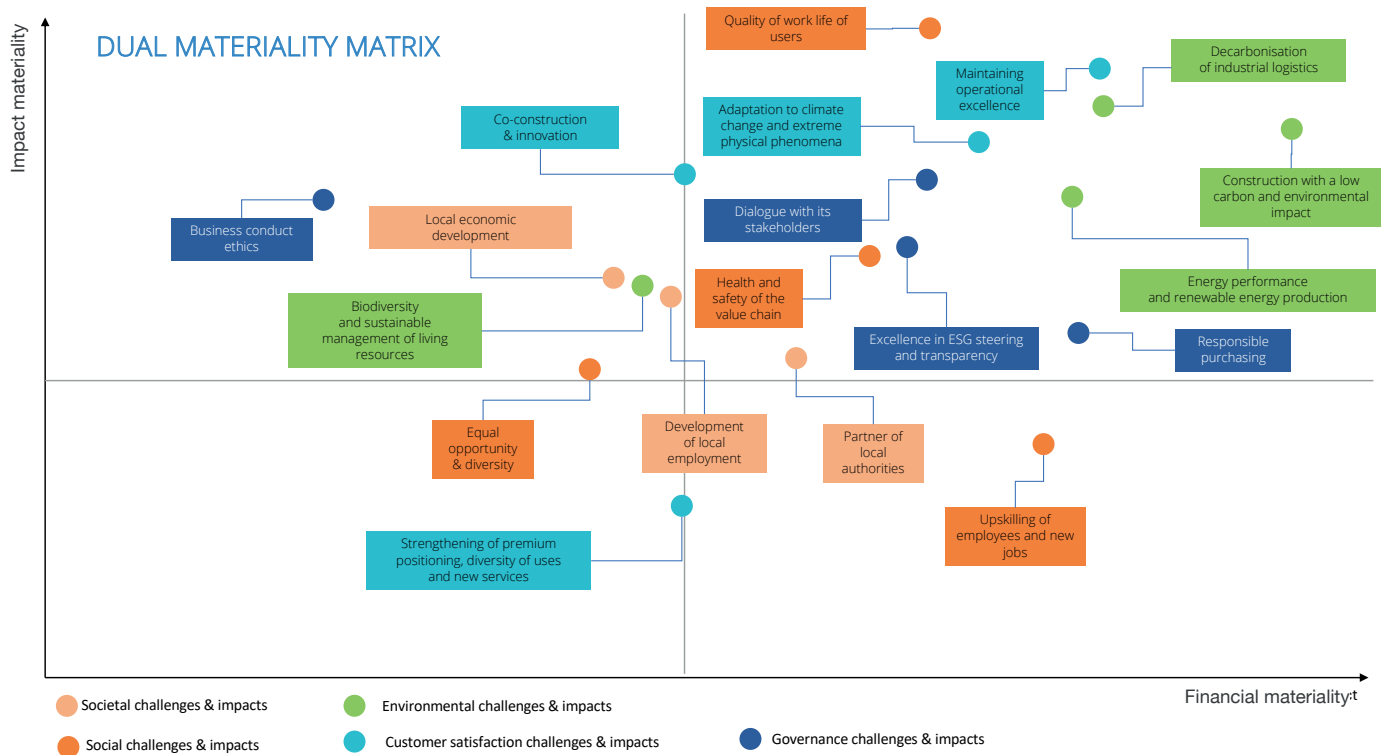 DUAL MATERIALITY MATRIX
Impact materiality
Quality of work life of
users
Decarbonisation
of industrial logistics
Maintaining
operational
excellence
Co-construction
& innovation
Adaptation to climate
change and extreme
physical phenomena
Construction with a low
carbon and environmental
impact
Business conduct
ethics
Local economic
development
Dialogue with its
stakeholders
Health and
safety of the
value chain
Energy performance
and renewable energy production
Biodiversity
and sustainable
management of living
resources
Excellence in ESG steering
and transparency
Responsible
purchasing
Equal
opportunity
& diversity
Development
of local
employment
Partner of
local
authorities
Upskilling of
employees and new
jobs
Strengthening of premium
positioning, diversity of uses
and new services
Financial materiality:t
Societal challenges & impacts
Environmental challenges & impacts
Social challenges & impacts
Customer satisfaction challenges & impacts
Governance challenges & impacts